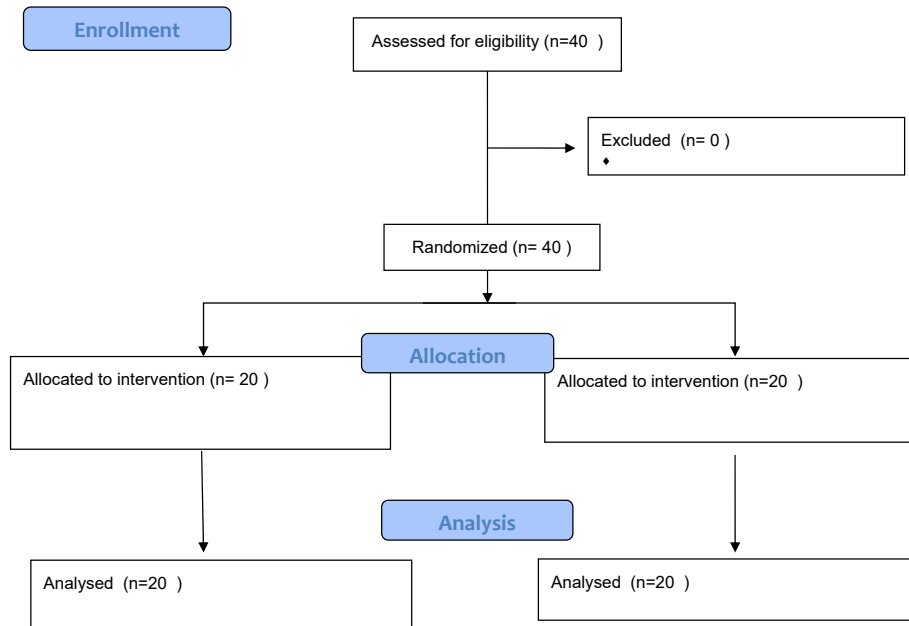 Enrollment
Assessed for eligibility (n=40  )
Excluded  (n= 0 )
♦
Randomized (n= 40 )
Allocation
Allocated to intervention (n= 20 )
Allocated to intervention (n=20  )
Analysis
Analysed  (n=20  )
Analysed  (n=20  )